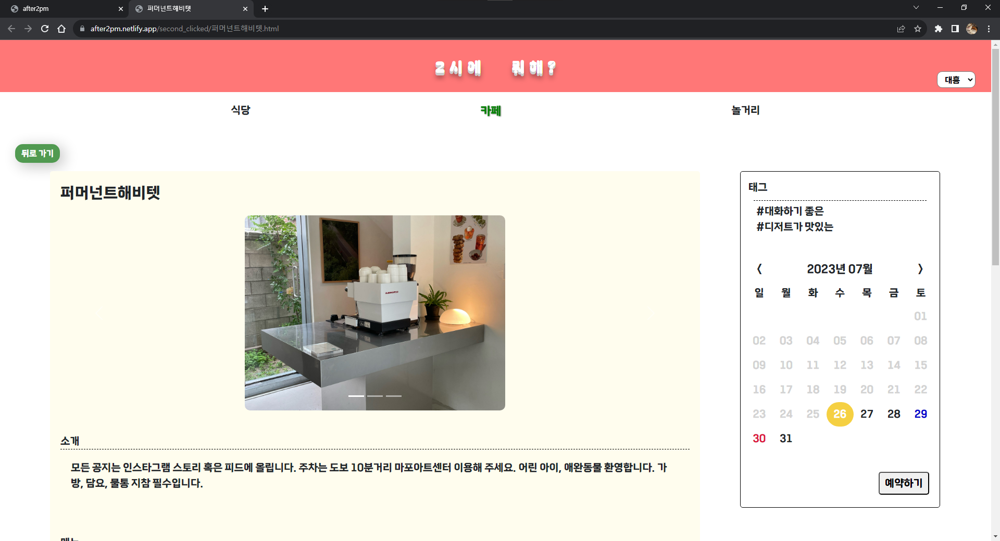 after2pm
퍼머넌트해비텟
after2pm.netlify.app/second_clicked/퍼머넌트해비텟.html
2시에 뭐해?
대흥
식당
카페
놀거리
뒤로 가기
퍼머넌트해비텟
소개
모든 공지는 인스타그램 스토리 혹은 피드에 올립니다. 주차는 도보 10분거리 마포아트센터 이용해 주세요. 어린 아이, 애완동물 환영합니다. 가
방, 담요, 물통 지참 필수입니다.
태그
#대화하기 좋은
#디저트가 맛있는
2023년 07월
일 월 화 수 목 금 토
01
02 03 04 05 06 07 08
09 10 11 12 13 14 15
16 17 18 19 20 21 22
23 24 25 26 27 28 29
30 31
예약하기